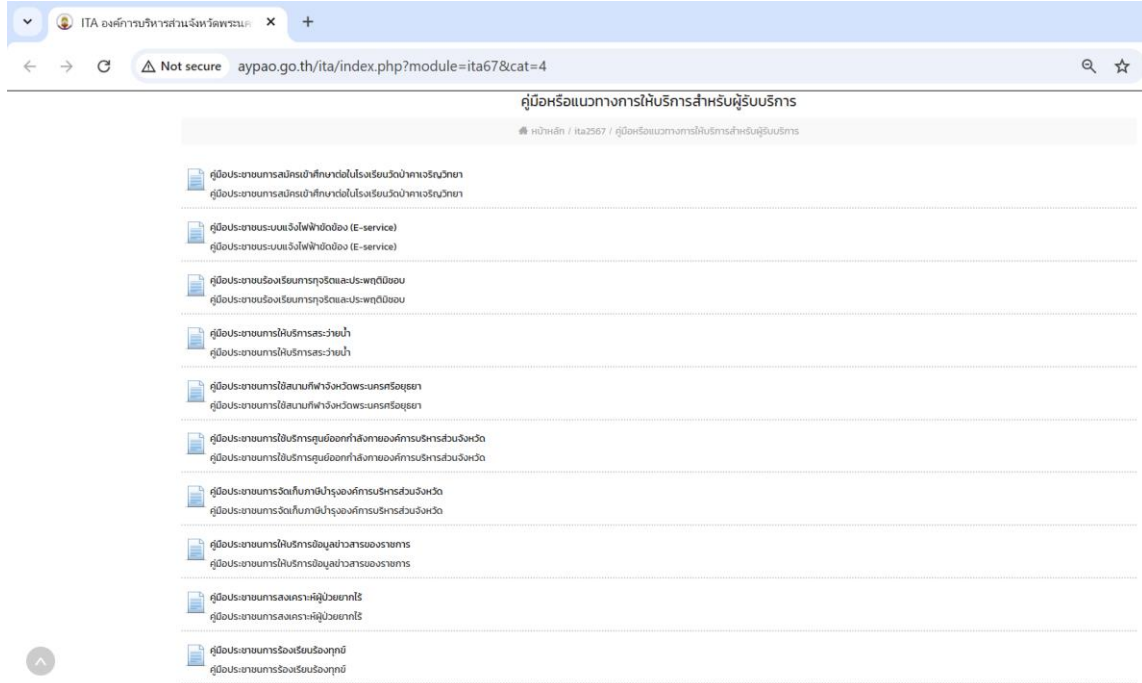 ITA องค์การบริหารส่วนจังหวัดพระนค
Not secure aypao.go.th/ita/index.php?module=ita67&cat=4
คู่มือหรือแนวทางการให้บริการสำหรับผู้รับบริการ
หน้าหลัก / ita2567 / คู่มือหรือแนวทางการให้บริการสำหรับผู้รับบริการ
คู่มือประชาชนการสมัครเข้าศึกษาต่อในโรงเรียนวัดป่าคาเจริญวิทยา
คู่มือประชาชนการสมัครเข้าศึกษาต่อในโรงเรียนวัดป่าคาเจริญวิทยา
คู่มือประชาชนระบบแจ้งไฟฟ้าขัดข้อง (E-service)
คู่มือประชาชนระบบแจ้งไฟฟ้าขัดข้อง (E-service)
คู่มือประชาชนร้องเรียนการทุจริตและประพฤติมิชอบ
คู่มือประชาชนร้องเรียนการทุจริตและประพฤติมิชอบ
คู่มือประชาชนการให้บริการสระว่ายน้ำ
คู่มือประชาชนการให้บริการสระว่ายน้ำ
คู่มือประชาชนการใช้สนามกีฬาจังหวัดพระนครศรีอยุธยา
คู่มือประชาชนการใช้สนามกีฬาจังหวัดพระนครศรีอยุธยา
คู่มือประชาชนการใช้บริการศูนย์ออกกำลังกายองค์การบริหารส่วนจังหวัด
คู่มือประชาชนการใช้บริการศูนย์ออกกำลังกายองค์การบริหารส่วนจังหวัด
คู่มือประชาชนการจัดเก็บภาษีบำรุงองค์การบริหารส่วนจังหวัด
คู่มือประชาชนการจัดเก็บภาษีบำรุงองค์การบริหารส่วนจังหวัด
คู่มือประชาชนการให้บริการข้อมูลข่าวสารของราชการ
คู่มือประชาชนการให้บริการข้อมูลข่าวสารของราชการ
คู่มือประชาชนการสงเคราะห์ผู้ป่วยยากไร้
คู่มือประชาชนการสงเคราะห์ผู้ป่วยยากไร้
คู่มือประชาชนการร้องเรียนร้องทุกข์
คู่มือประชาชนการร้องเรียนร้องทุกข์